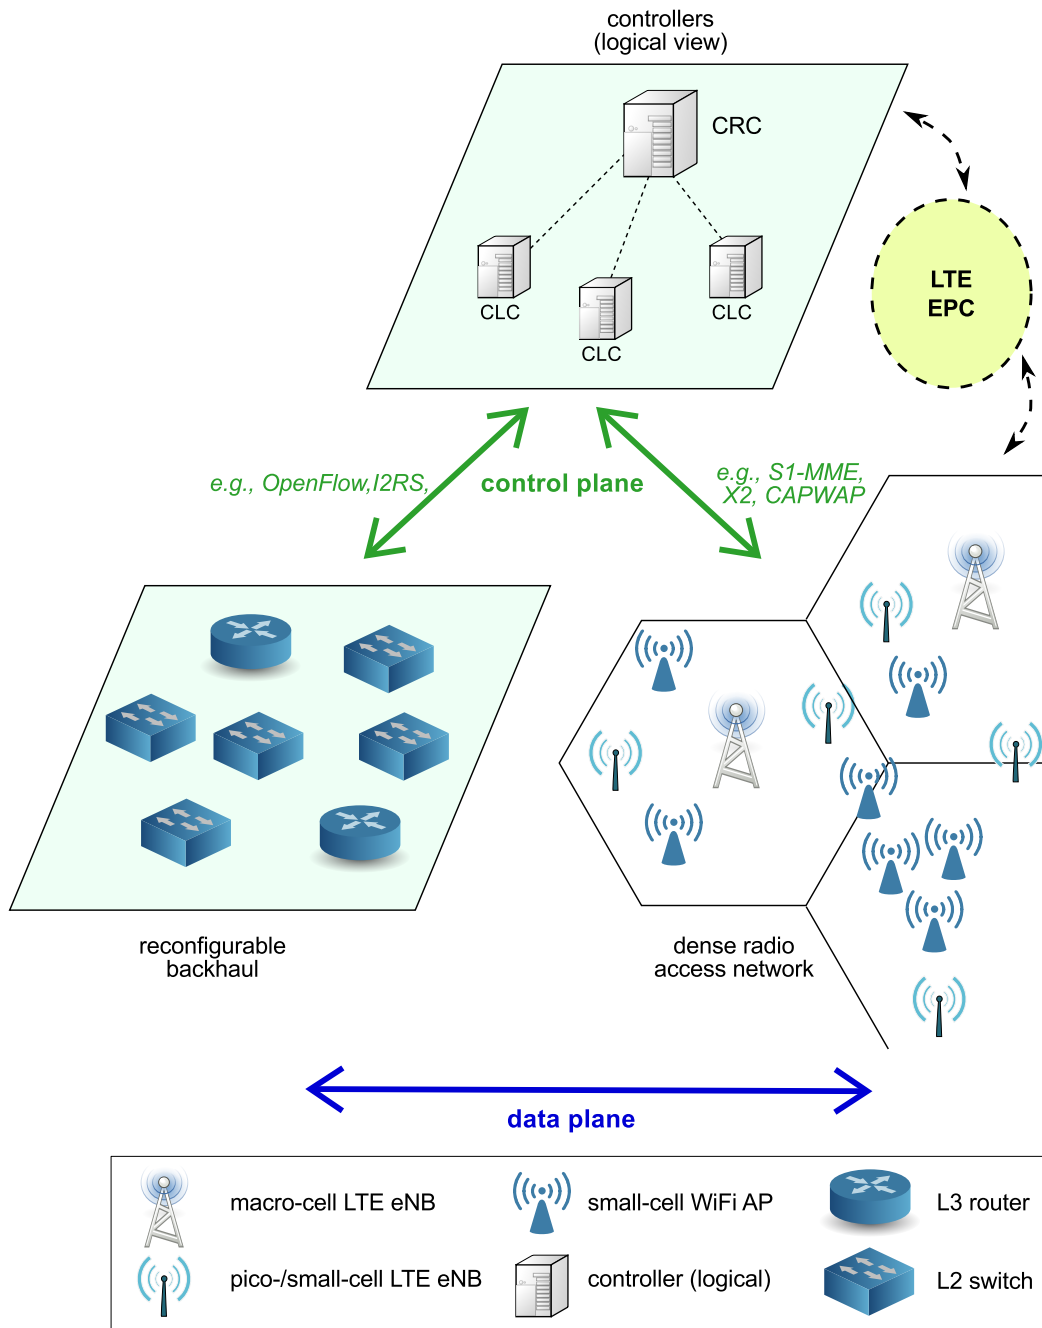 controllers
(logical view)
CRC
CLC
CLC
CLC
LTE
EPC
e.g., OpenFlow,I2RS,
control plane
e.g., S1-MME,
X2, CAPWAP
reconfigurable
backhaul
dense radio
access network
data plane
macro-cell LTE eNB
small-cell WiFi AP
L3 router
pico-/small-cell LTE eNB
controller (logical)
L2 switch